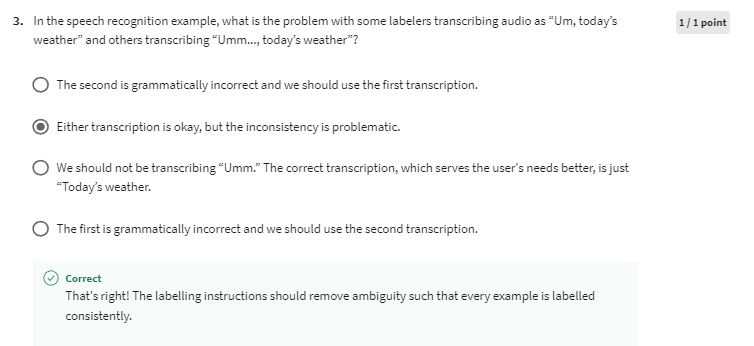 3. In the speech recognition example, what is the problem with some labelers transcribing audio as “Um, today’s
1 / 1 point
weather” and others transcribing “Umm..., today’s weather”?
The second is grammatically incorrect and we should use the first transcription.
Either transcription is okay, but the inconsistency is problematic.
We should not be transcribing “Umm.” The correct transcription, which serves the user’s needs better, is just
“Today’s weather.
The first is grammatically incorrect and we should use the second transcription.
Correct
That's right! The labelling instructions should remove ambiguity such that every example is labelled
consistently.